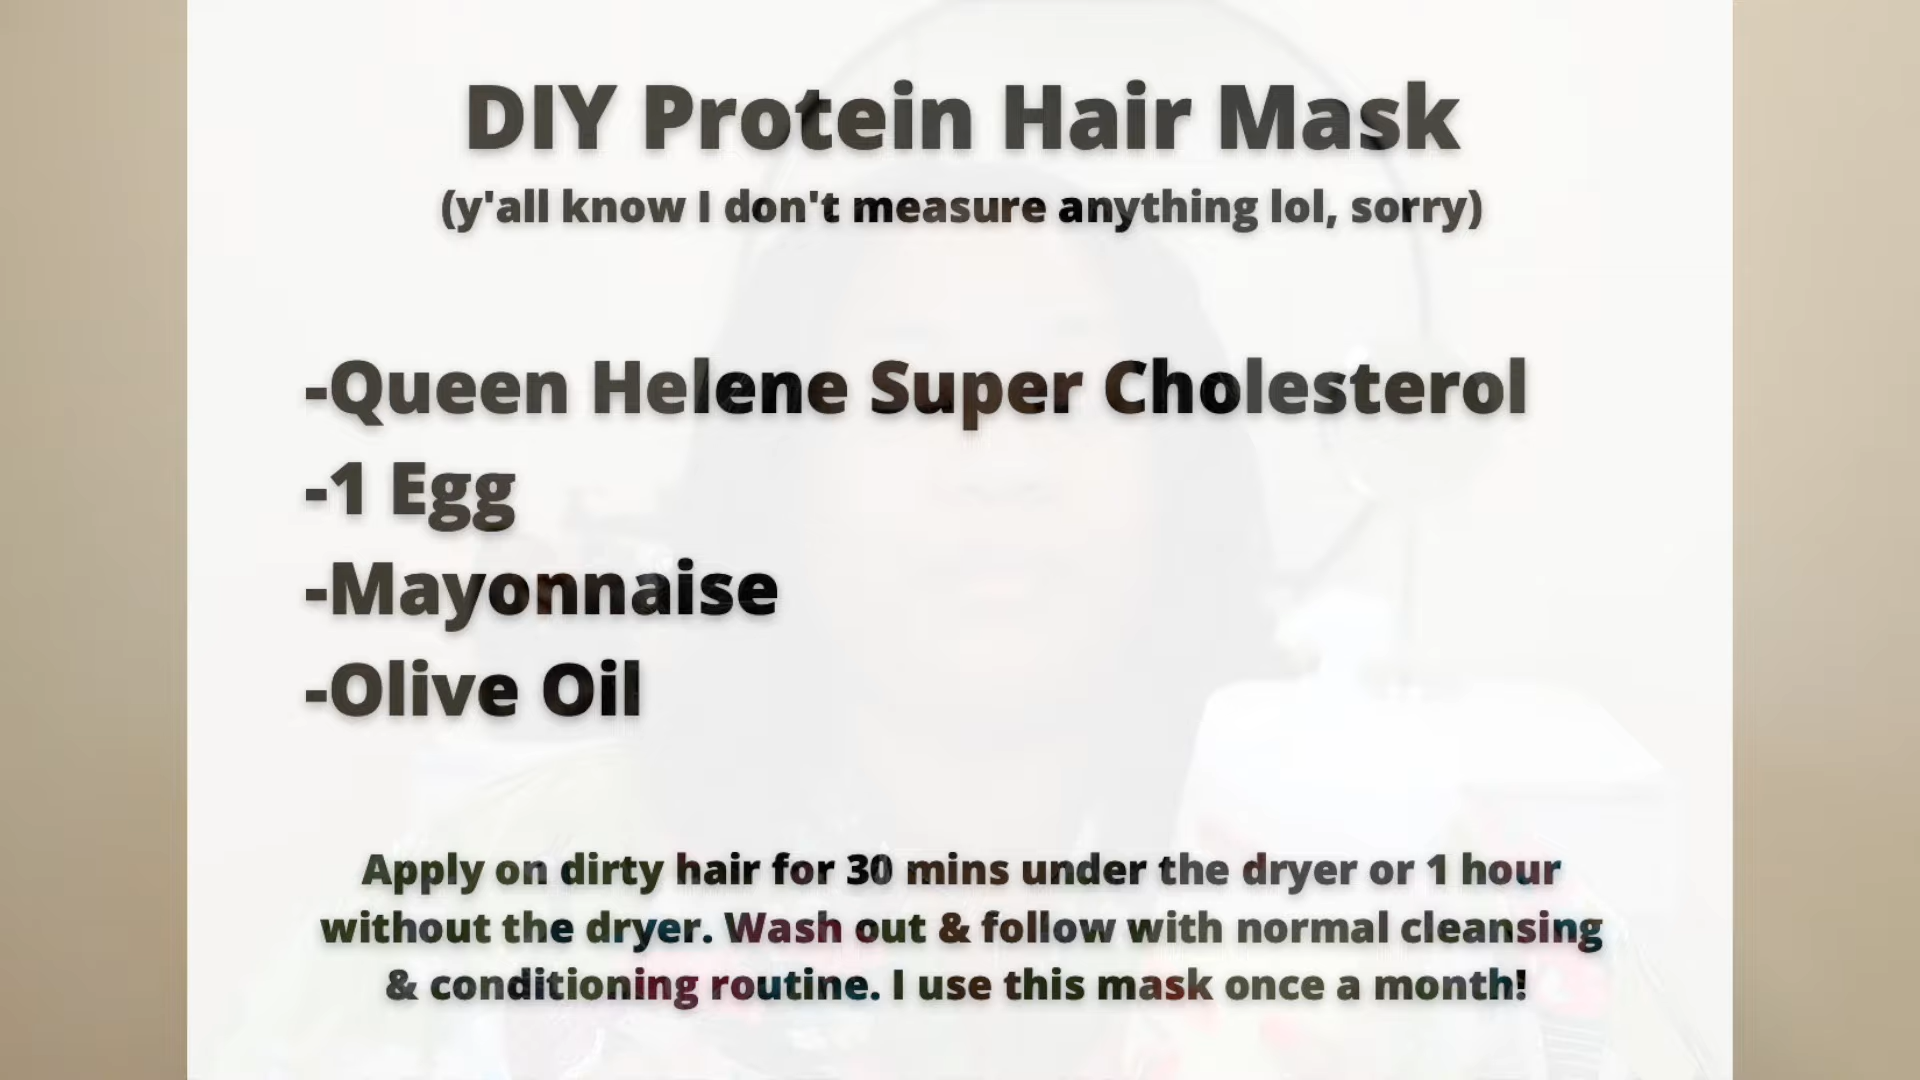 DIY Protein Hair Mask
(y'all know I don't measure anything lol, sorry)
-Queen Helene Super Cholesterol
-1 Egg
-Mayonnaise
-Olive Oil
Apply on dirty hair for 30 mins under the dryer or 1 hour
without the dryer. Wash out & follow with normal cleansing
& conditioning routine. I use this mask once a month!